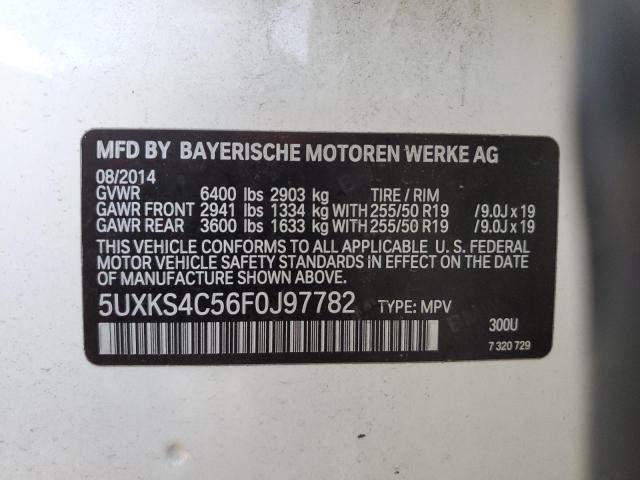 MFD BY BAYERISCHE MOTOREN WERKE AG
08/2014
GVWR 6400 lbs 2903 kg TIRE / RIM
GAWR FRONT 2941 lbs 1334 kg WITH 255/50 R19 / 9.0J x 19
GAWR REAR 3600 lbs 1633 kg WITH 255/50 R19 / 9.0J x 19
THIS VEHICLE CONFORMS TO ALL APPLICABLE U. S. FEDERAL
MOTOR VEHICLE SAFETY STANDARDS IN EFFECT ON THE DATE
OF MANUFACTURE SHOWN ABOVE.
5UXKS4C56F0J97782 TYPE: MPV
300U
7 320 729